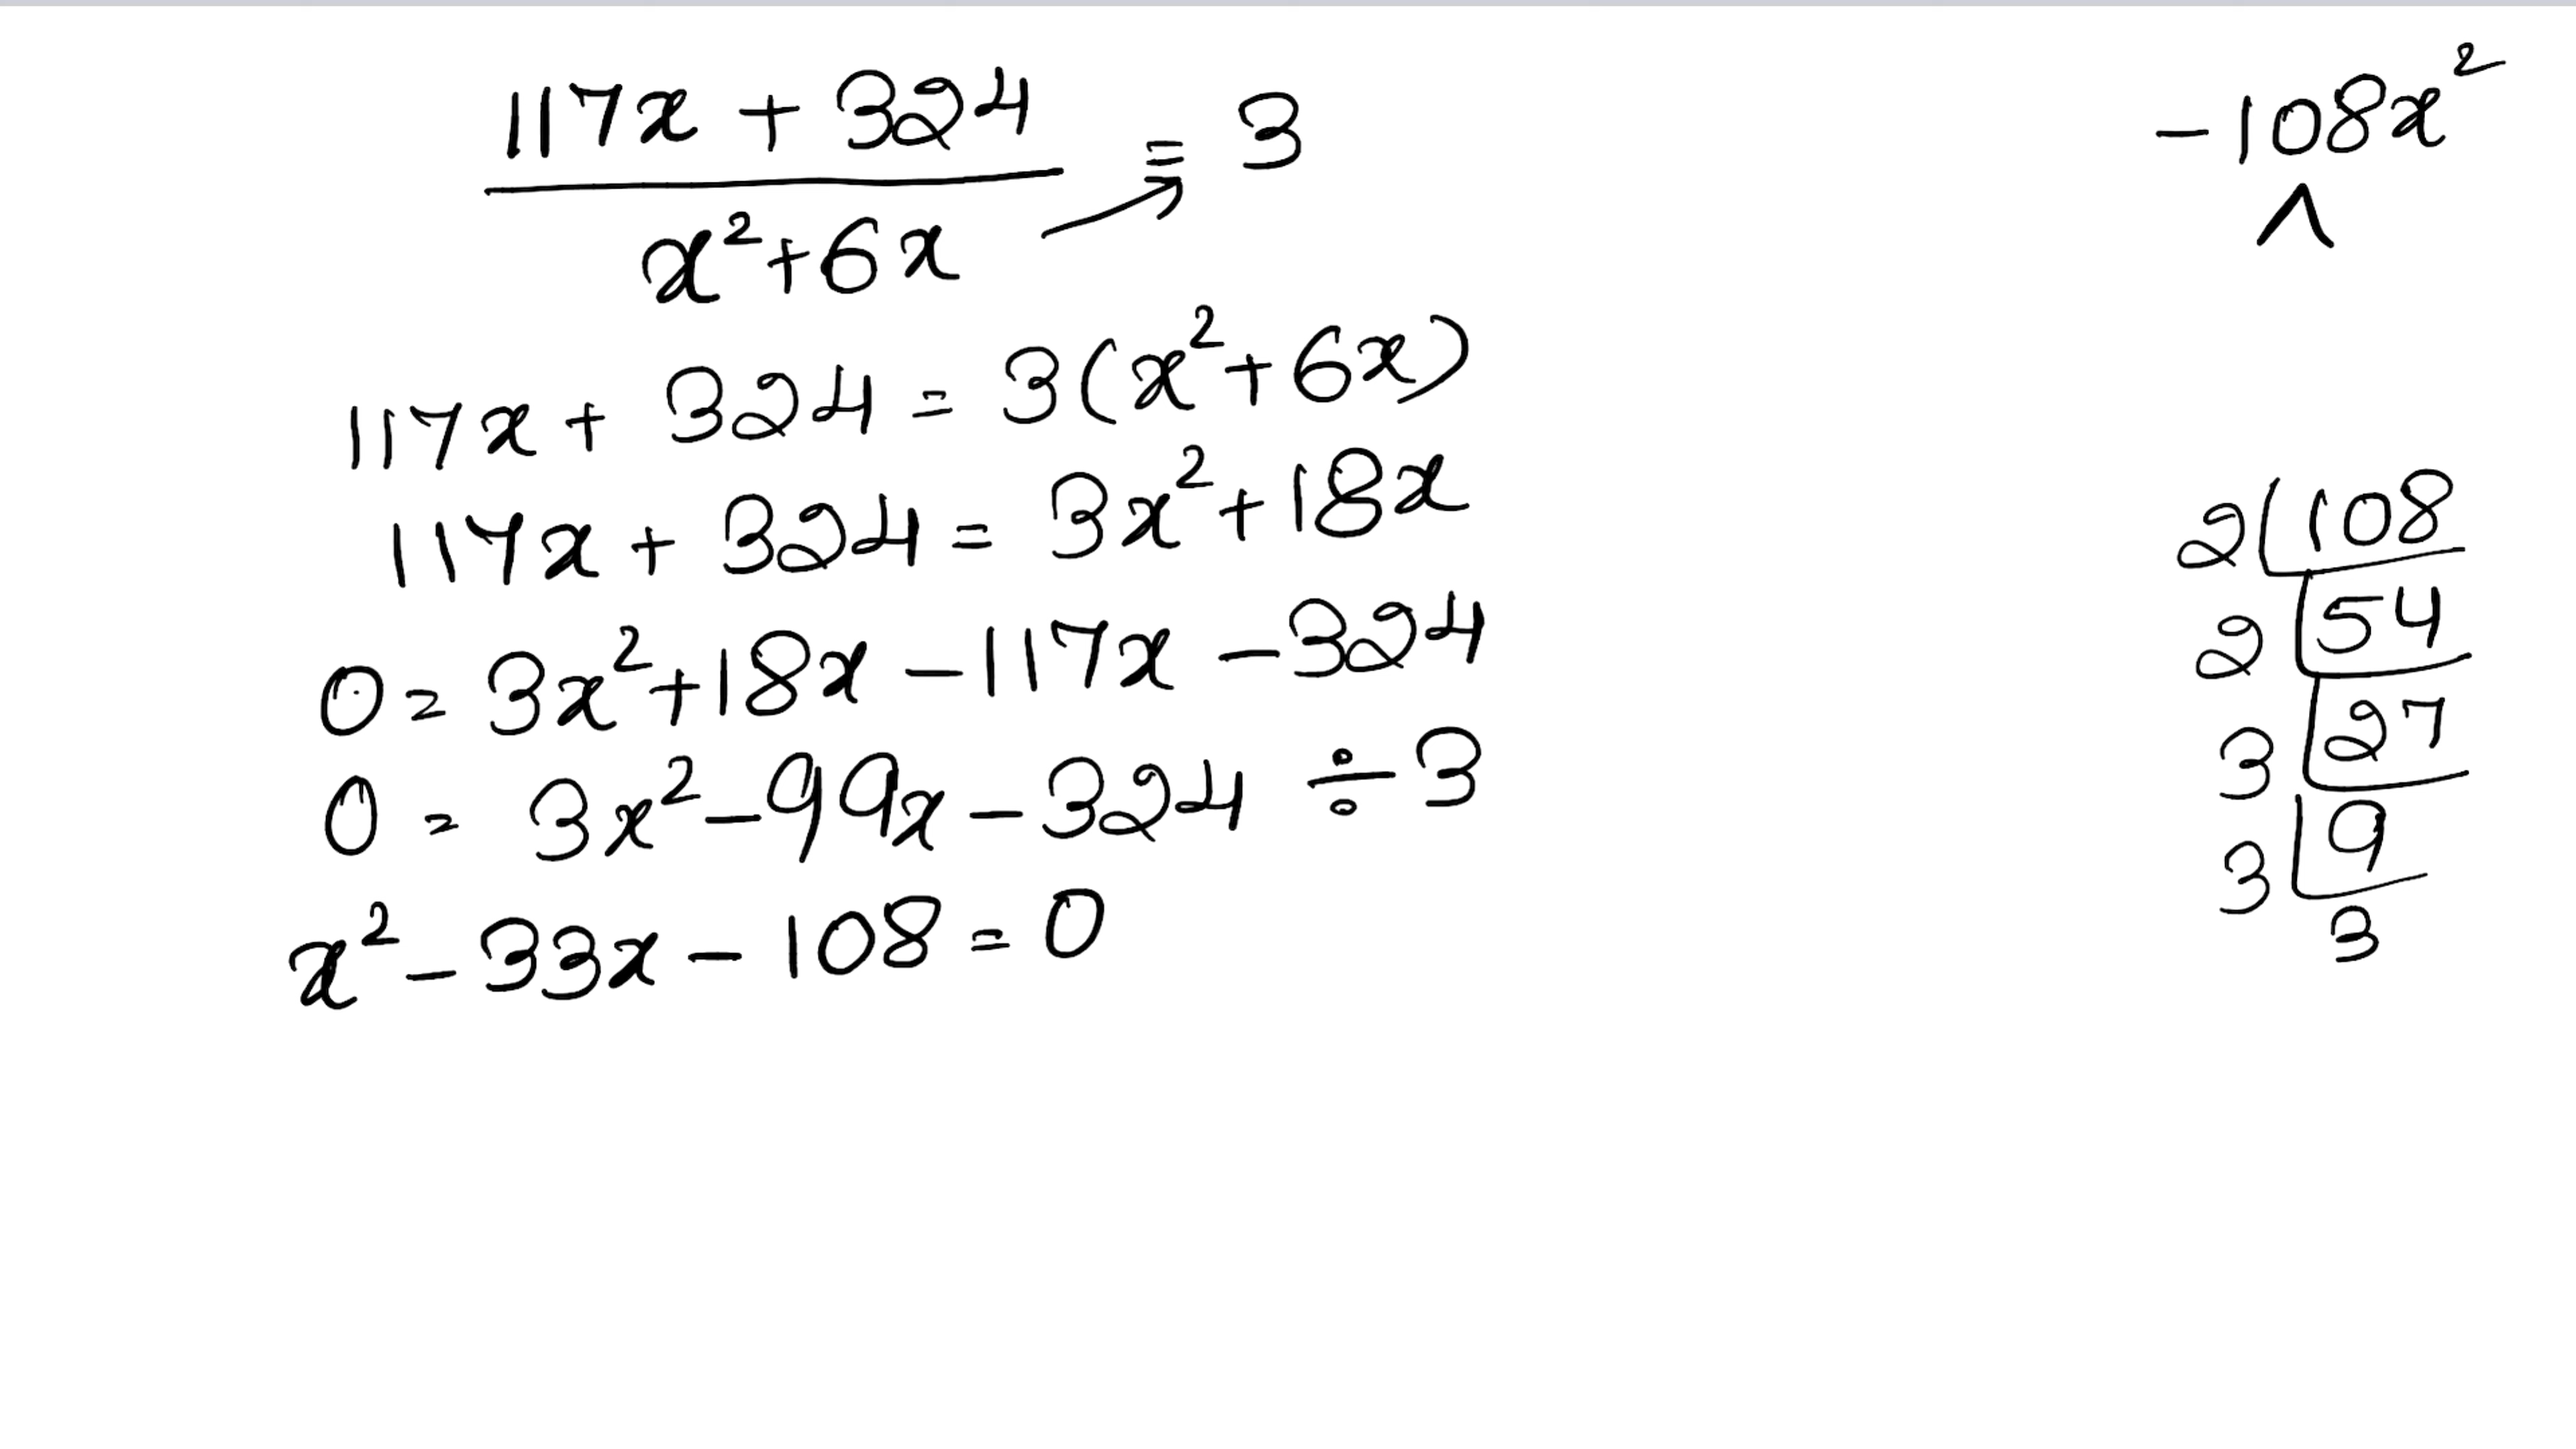 117x + 324 = 3
x²+6x
117x + 324 = 3(x²+6x)
117x + 324 = 3x²+18x
0 = 3x²+18x - 117x - 324
0 = 3x² - 99x - 324 ÷ 3
x² - 33x - 108 = 0
-108x²
2 108
2 54
3 27
3 9
3